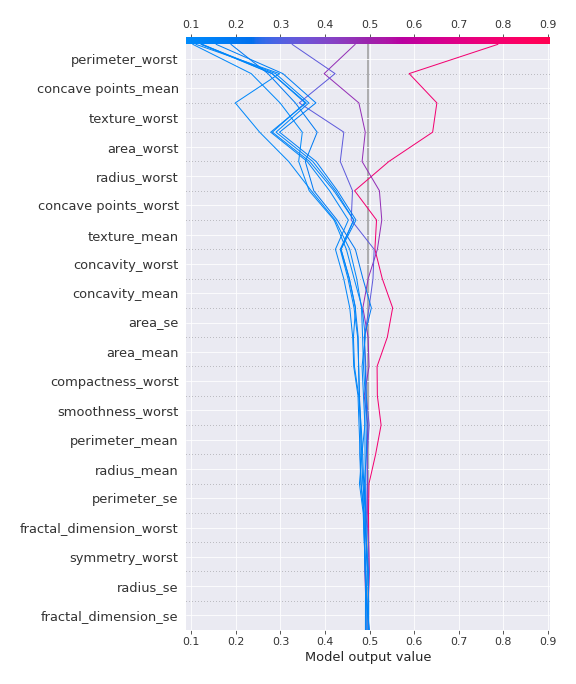 0.1 0.2 0.3 0.4 0.5 0.6 0.7 0.8 0.9
perimeter_worst
concave points_mean
texture_worst
area_worst
radius_worst
concave points_worst
texture_mean
concavity_worst
concavity_mean
area_se
area_mean
compactness_worst
smoothness_worst
perimeter_mean
radius_mean
perimeter_se
fractal_dimension_worst
symmetry_worst
radius_se
fractal_dimension_se
0.1 0.2 0.3 0.4 0.5 0.6 0.7 0.8 0.9
Model output value